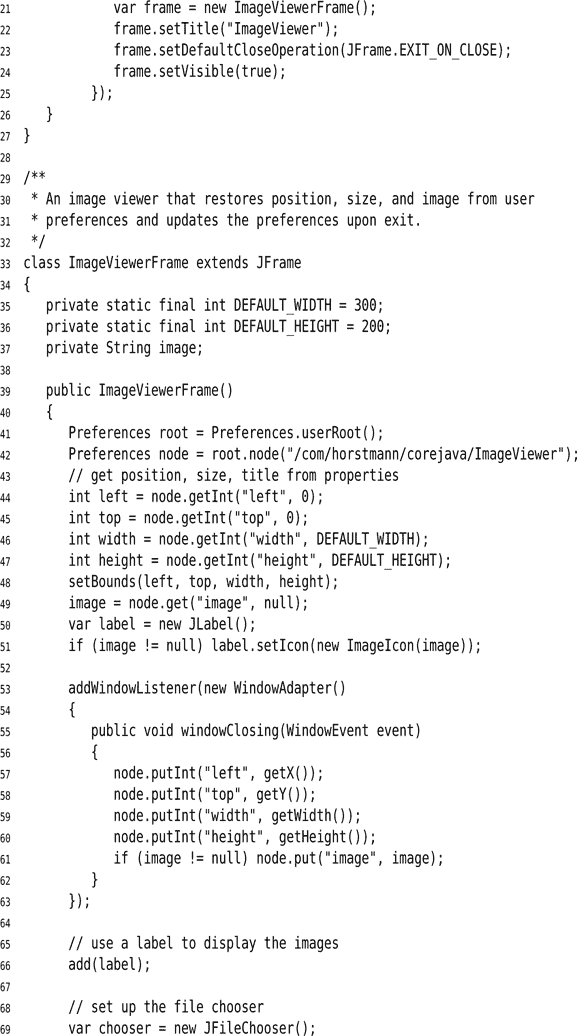 21             var frame = new ImageViewerFrame();
22             frame.setTitle("ImageViewer");
23             frame.setDefaultCloseOperation(JFrame.EXIT_ON_CLOSE);
24             frame.setVisible(true);
25          });
26    }
27 }
28
29 /**
30  * An image viewer that restores position, size, and image from user
31  * preferences and updates the preferences upon exit.
32  */
33 class ImageViewerFrame extends JFrame
34 {
35    private static final int DEFAULT_WIDTH = 300;
36    private static final int DEFAULT_HEIGHT = 200;
37    private String image;
38
39    public ImageViewerFrame()
40    {
41       Preferences root = Preferences.userRoot();
42       Preferences node = root.node("/com/horstmann/corejava/ImageViewer");
43       // get position, size, title from properties
44       int left = node.getInt("left", 0);
45       int top = node.getInt("top", 0);
46       int width = node.getInt("width", DEFAULT_WIDTH);
47       int height = node.getInt("height", DEFAULT_HEIGHT);
48       setBounds(left, top, width, height);
49       image = node.get("image", null);
50       var label = new JLabel();
51       if (image != null) label.setIcon(new ImageIcon(image));
52
53       addWindowListener(new WindowAdapter()
54       {
55          public void windowClosing(WindowEvent event)
56          {
57             node.putInt("left", getX());
58             node.putInt("top", getY());
59             node.putInt("width", getWidth());
60             node.putInt("height", getHeight());
61             if (image != null) node.put("image", image);
62          }
63       });
64
65       // use a label to display the images
66       add(label);
67
68       // set up the file chooser
69       var chooser = new JFileChooser();